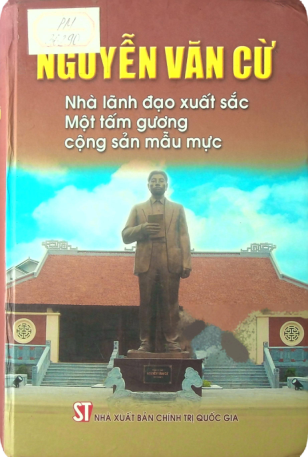 NGUYỄN VĂN CỪ
Nhà lãnh đạo xuất sắc
Một tấm gương
cộng sản mẫu mực
ST NHÀ XUẤT BẢN CHÍNH TRỊ QUỐC GIA